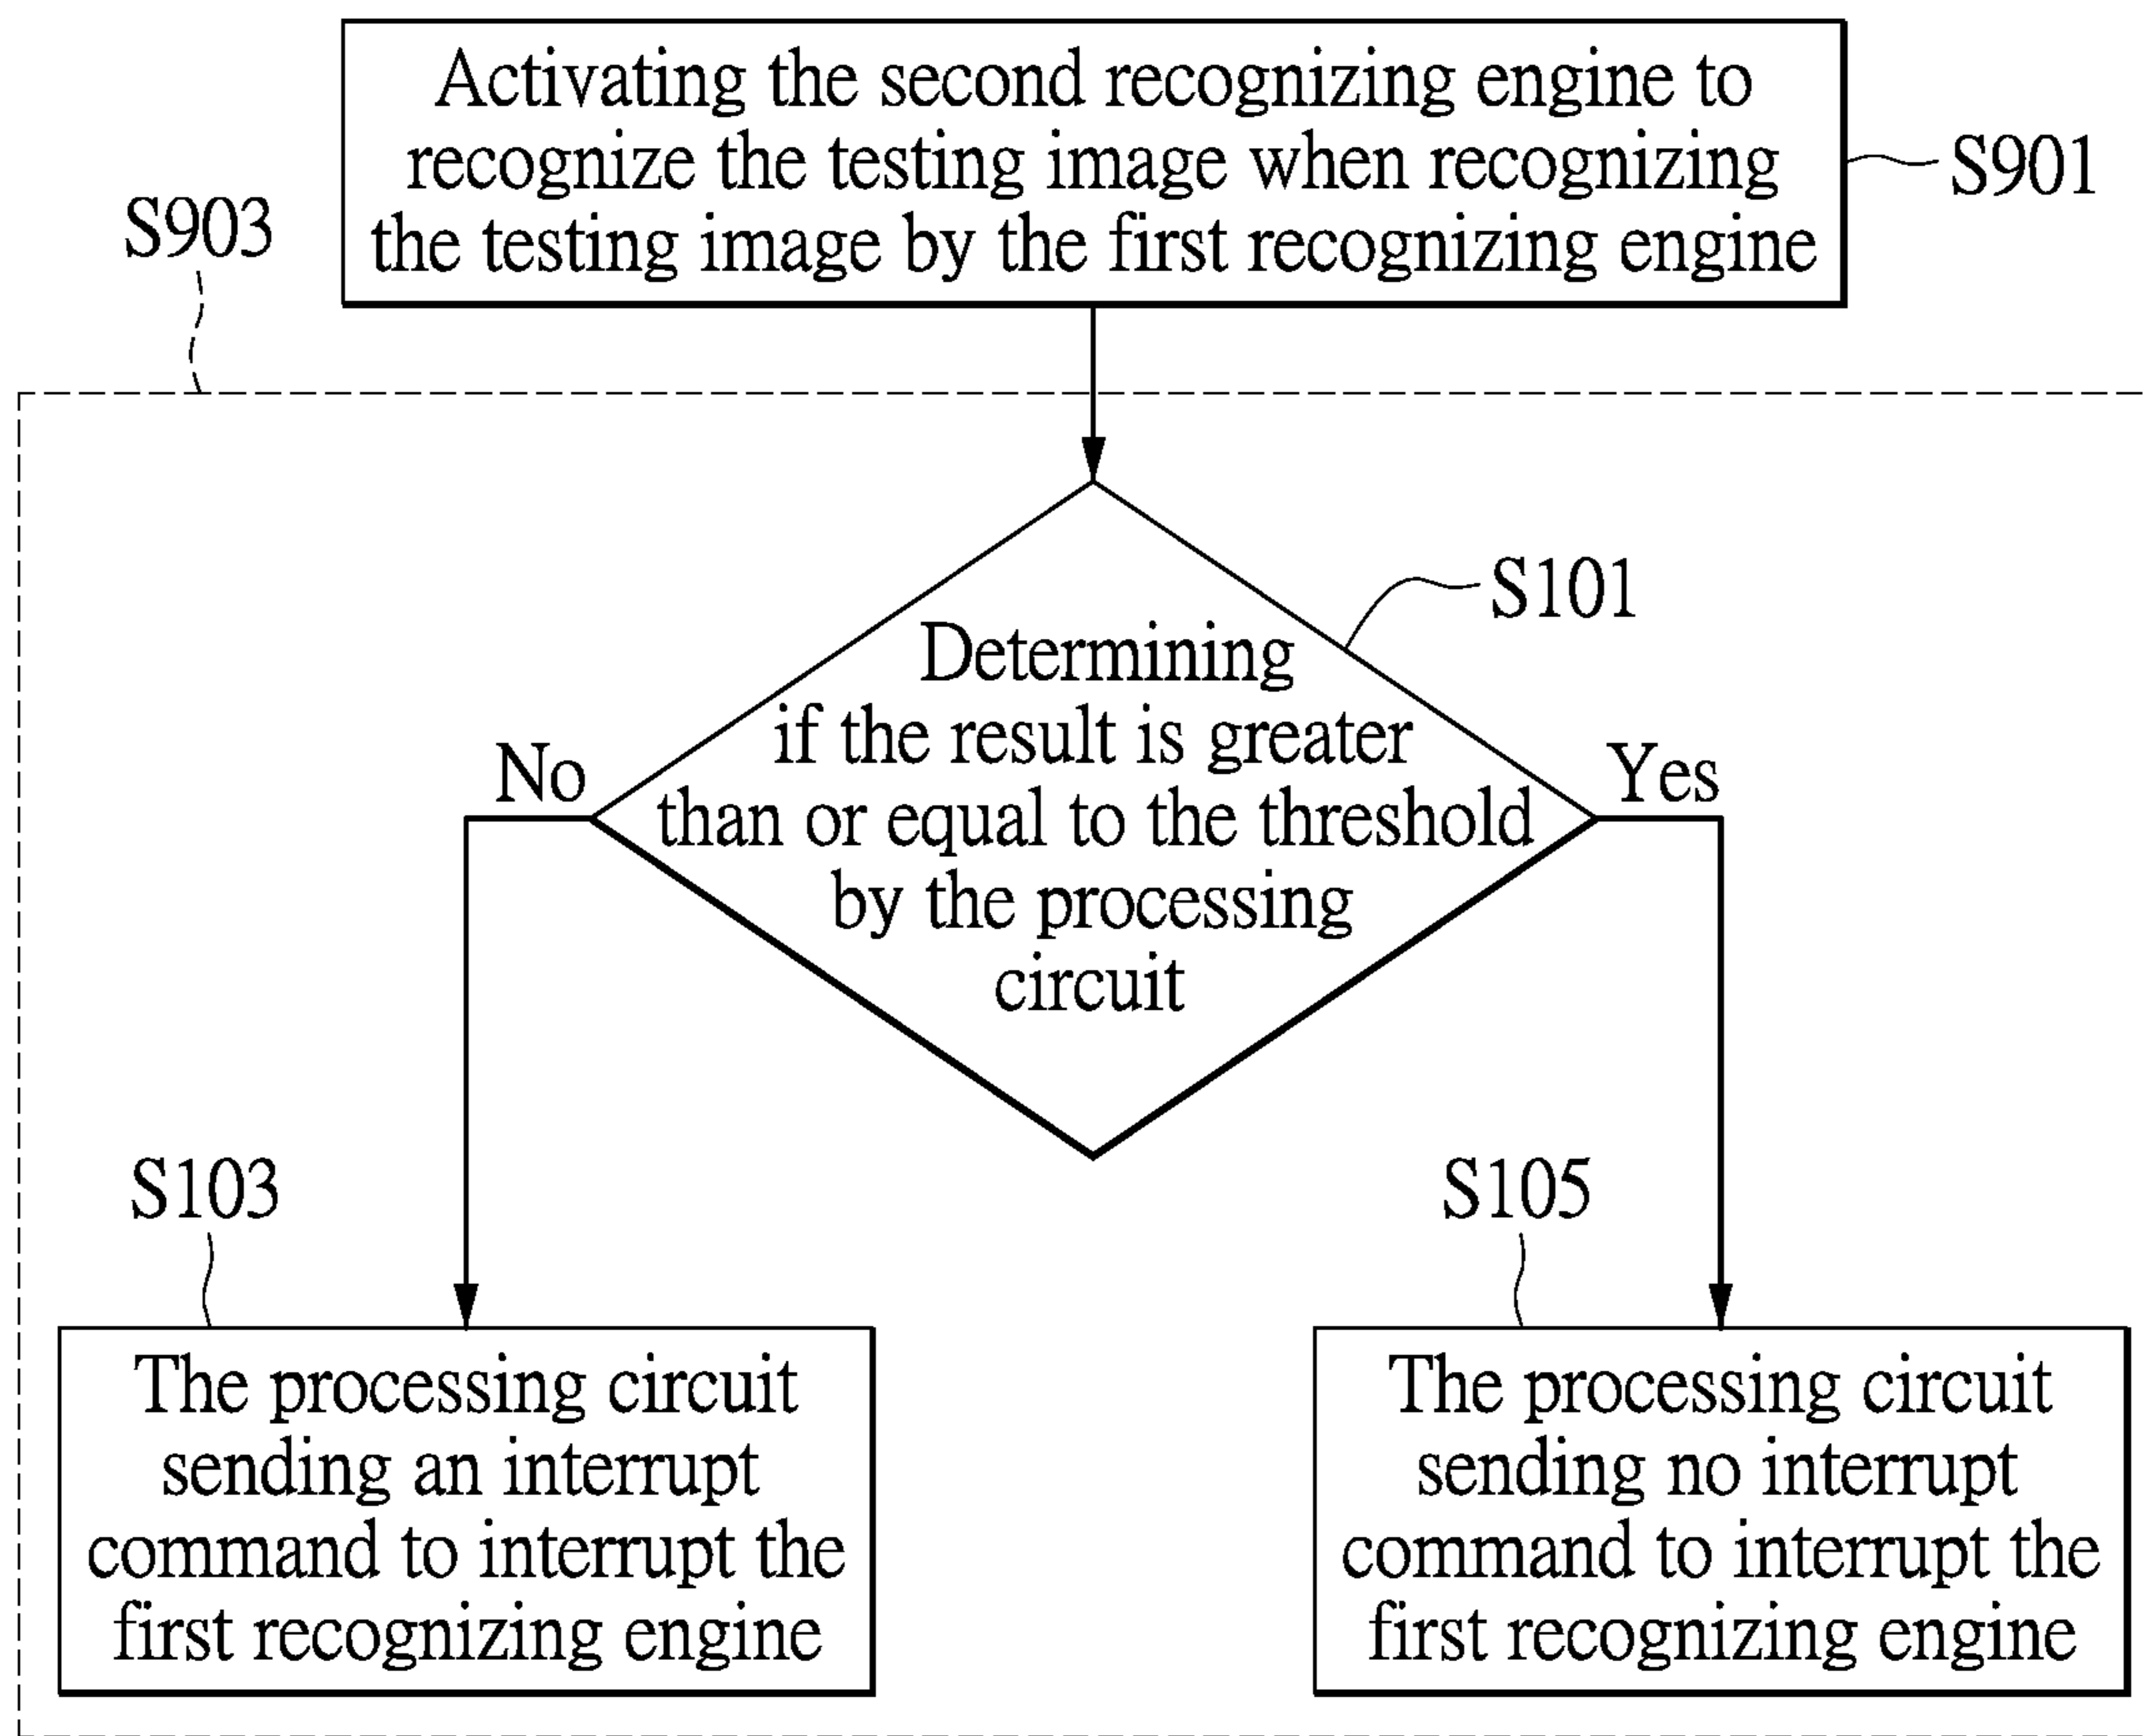 Activating the second recognizing engine to
recognize the testing image when recognizing
the testing image by the first recognizing engine
S901
S903
S101
Determining
if the result is greater
than or equal to the threshold
by the processing
circuit
No
Yes
S103
The processing circuit
sending an interrupt
command to interrupt the
first recognizing engine
S105
The processing circuit
sending no interrupt
command to interrupt the
first recognizing engine